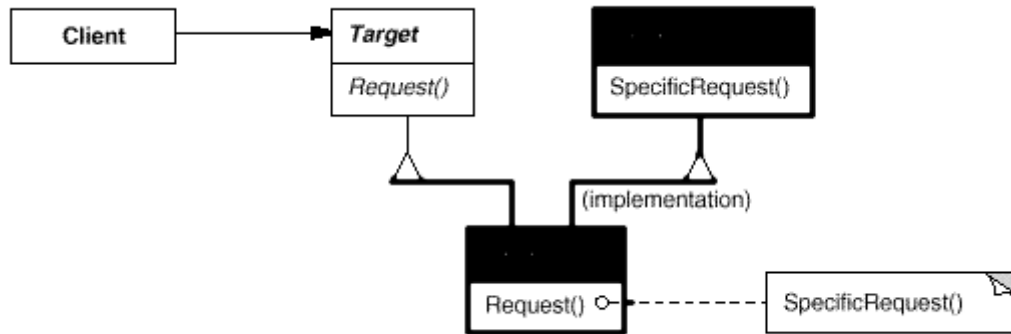 Client
Target
Request()
SpecificRequest()
(implementation)
Request()
SpecificRequest()